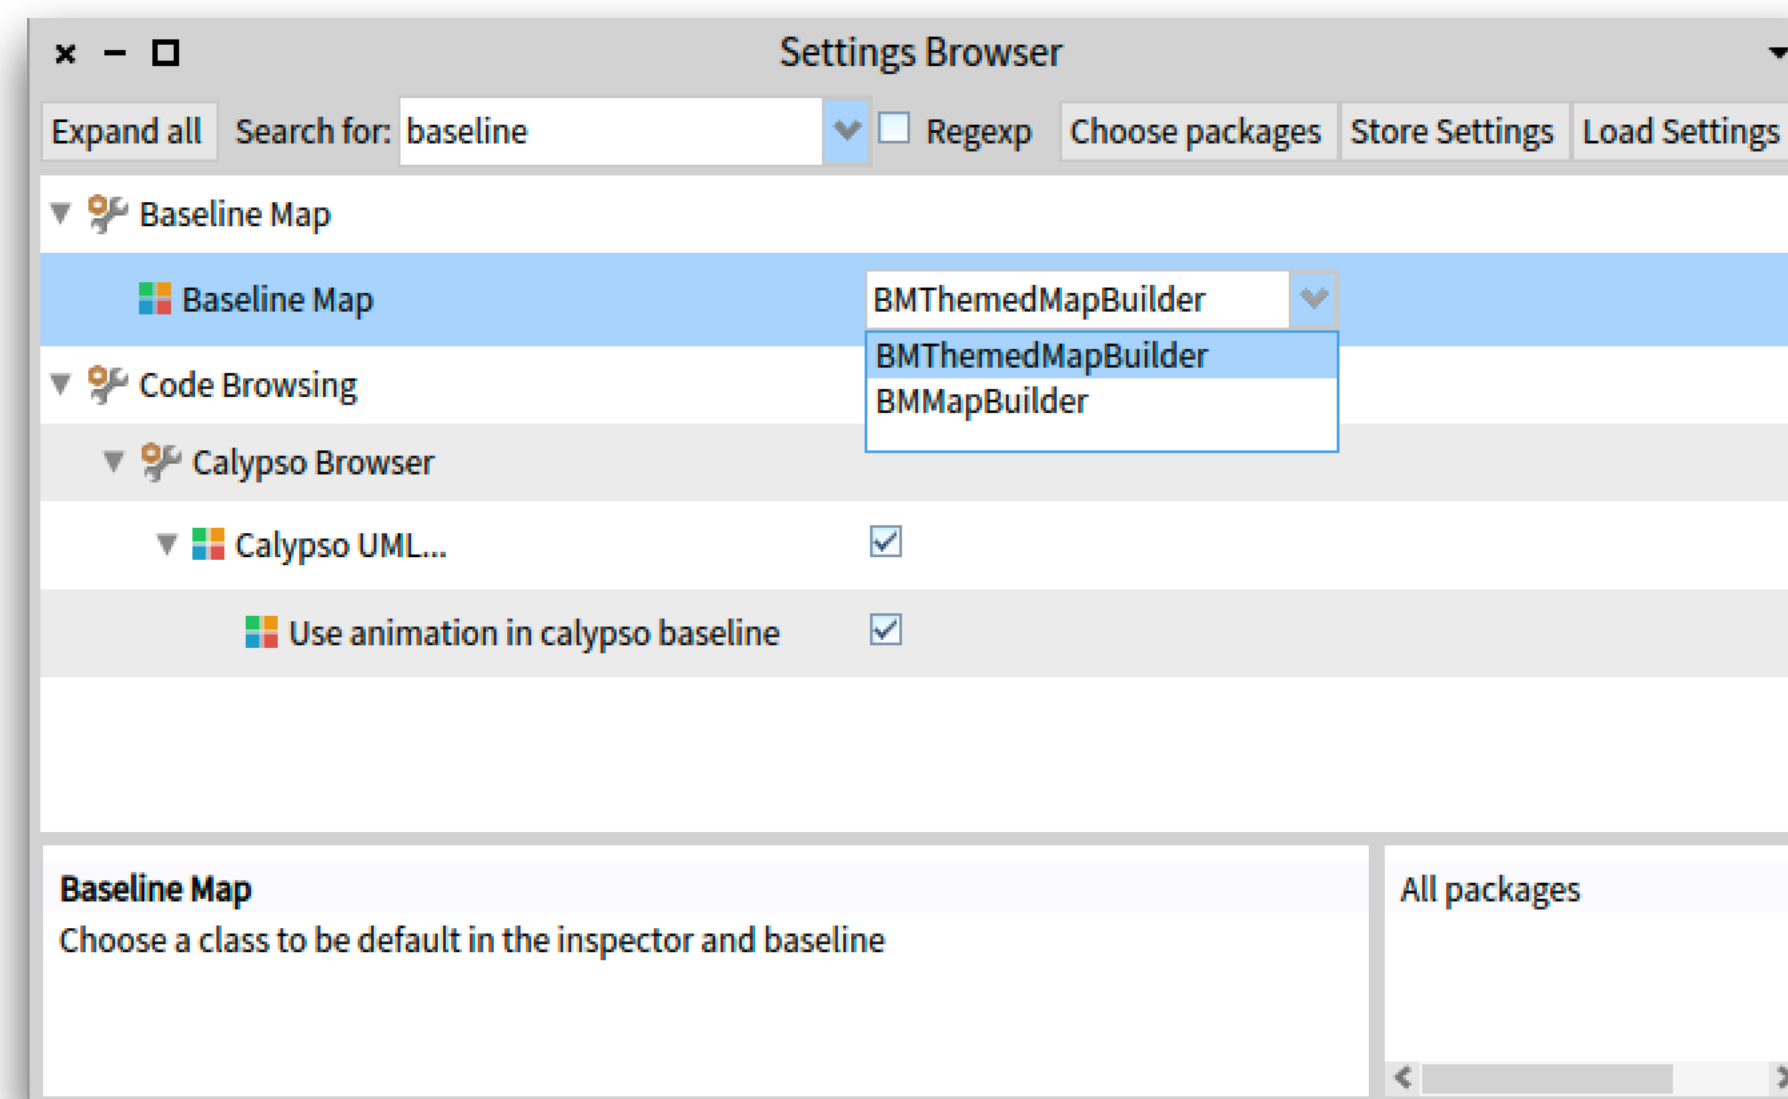 Settings Browser
Expand all Search for: baseline Regexp Choose packages Store Settings Load Settings
Baseline Map
Baseline Map BMThemedMapBuilder
BMThemedMapBuilder
Code Browsing
BMMapBuilder
Calypso Browser
Calypso UML...
Use animation in calypso baseline
Baseline Map
Choose a class to be default in the inspector and baseline
All packages